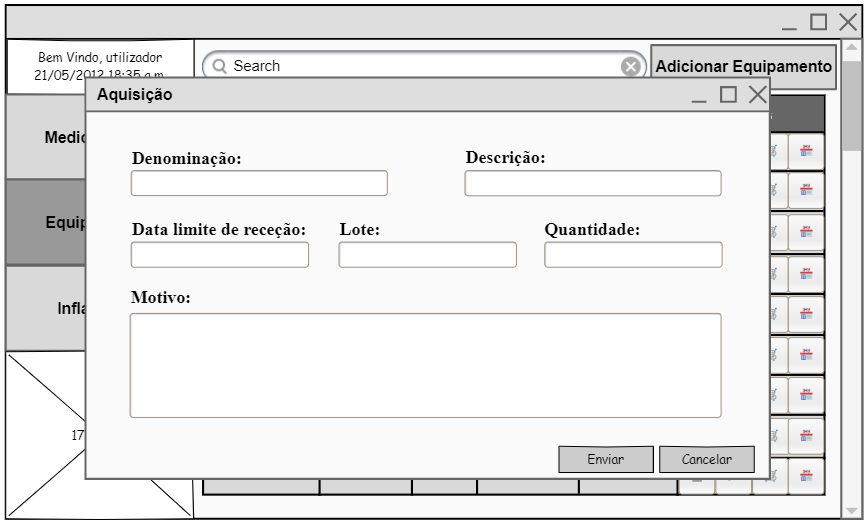 Bem Vindo, utilizador
21/05/2012 18:35 a.m
Search
Adicionar Equipamento
Aquisição
Medic
Equip
Infla
17
Denominação:
Descrição:
Data limite de receção:
Lote:
Quantidade:
Motivo:
Enviar
Cancelar